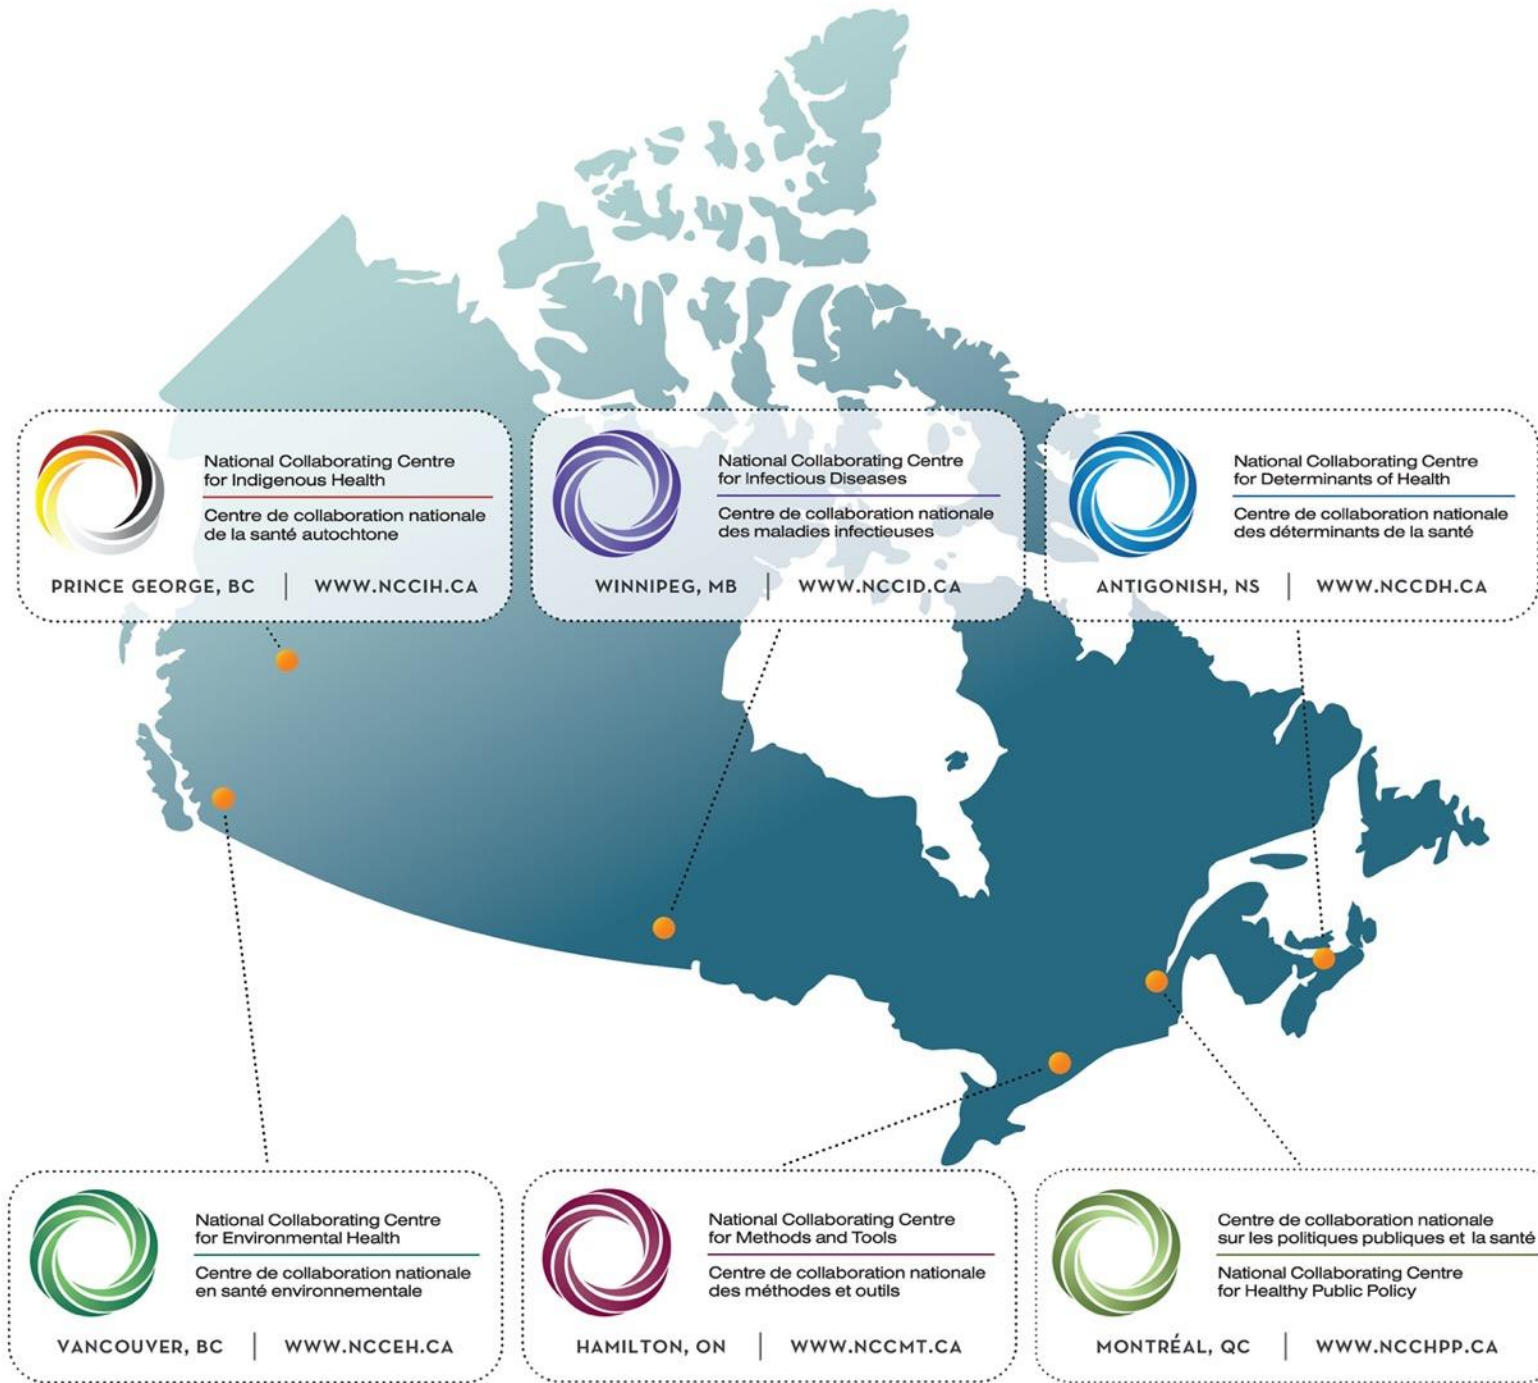 National Collaborating Centre
for Indigenous Health
Centre de collaboration nationale
de la santé autochtone
PRINCE GEORGE, BC | WWW.NCCIH.CA
National Collaborating Centre
for Infectious Diseases
Centre de collaboration nationale
des maladies infectieuses
WINNIPEG, MB | WWW.NCCID.CA
National Collaborating Centre
for Determinants of Health
Centre de collaboration nationale
des déterminants de la santé
ANTIGONISH, NS | WWW.NCCDH.CA
National Collaborating Centre
for Environmental Health
Centre de collaboration nationale
en santé environnementale
VANCOUVER, BC | WWW.NCCEH.CA
National Collaborating Centre
for Methods and Tools
Centre de collaboration nationale
des méthodes et outils
HAMILTON, ON | WWW.NCCMT.CA
Centre de collaboration nationale
sur les politiques publiques et la santé
National Collaborating Centre
for Healthy Public Policy
MONTRÉAL, QC | WWW.NCCHPP.CA